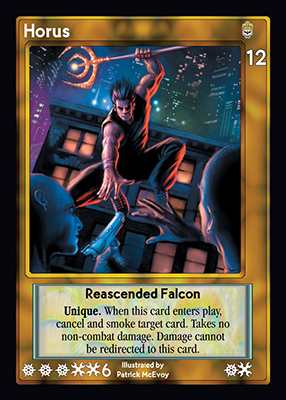 Horus
12
Reascended Falcon
Unique. When this card enters play,
cancel and smoke target card. Takes no
non-combat damage. Damage cannot
be redirected to this card.
6
Illustrated by
Patrick McEvoy